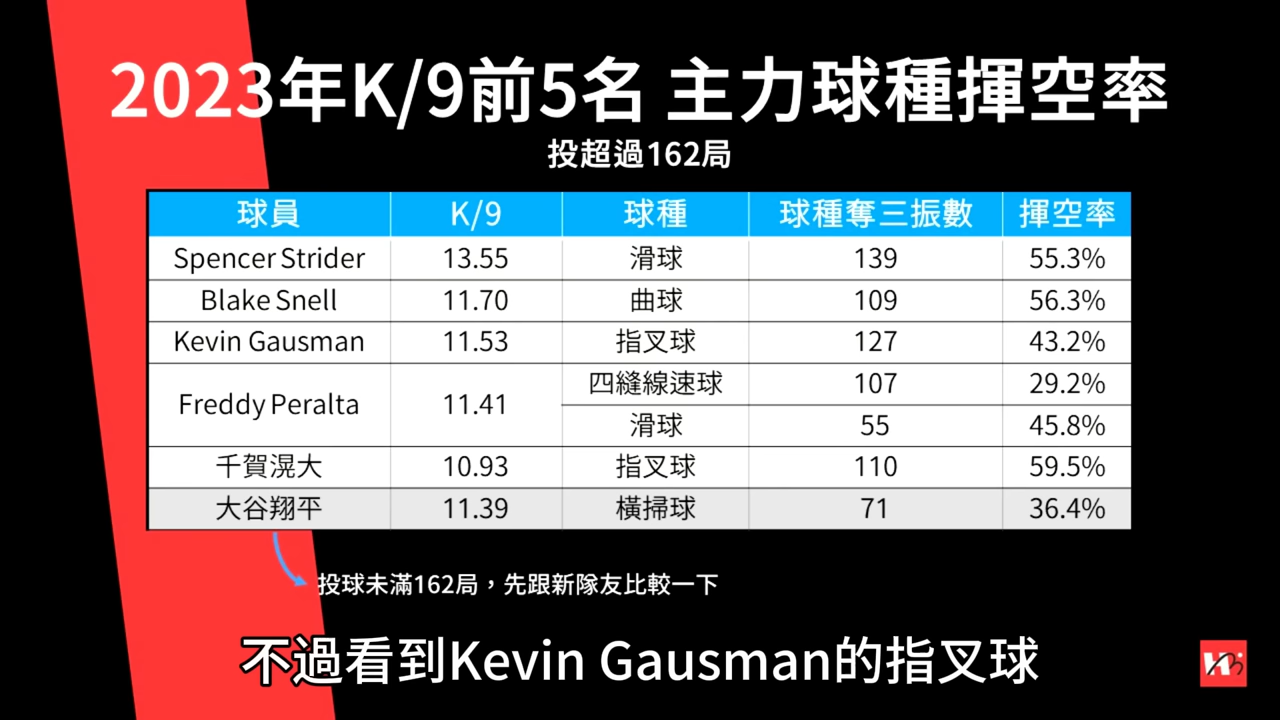 2023年K/9前5名 主力球種揮空率
投超過162局
球員 K/9 球種 球種奪三振數 揮空率
Spencer Strider 13.55 滑球 139 55.3%
Blake Snell 11.70 曲球 109 56.3%
Kevin Gausman 11.53 指叉球 127 43.2%
Freddy Peralta 11.41 四縫線速球 107 29.2%
滑球 55 45.8%
千賀滉大 10.93 指叉球 110 59.5%
大谷翔平 11.39 橫掃球 71 36.4%
投球未滿162局，先跟新隊友比較一下
不過看到Kevin Gausman的指叉球